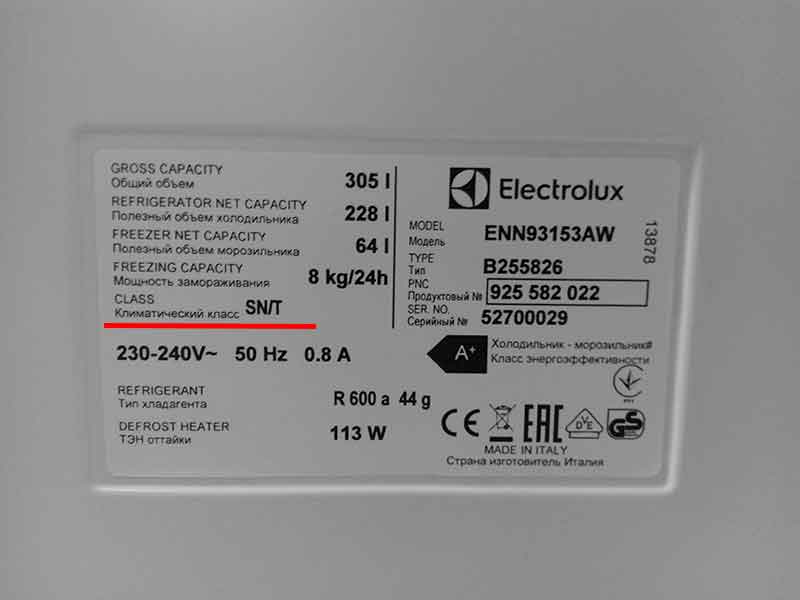 GROSS CAPACITY
Общий объем
305 l
REFRIGERATOR NET CAPACITY
Полезный объем холодильника
228 l
FREEZER NET CAPACITY
Полезный объем морозильника
64 l
FREEZING CAPACITY
Мощность замораживания
8 kg/24h
CLASS
Климатический класс SN/T
230-240V~ 50 Hz 0.8 A
REFRIGERANT
Тип хладагента
R 600 a 44 g
DEFROST HEATER
ТЭН оттайки
113 W
Electrolux
MODEL
Модель
ENN93153AW
TYPE
Тип
B255826
PNC
Продуктовый №
925 582 022
SER. NO.
Серийный №
52700029
13878
A+
Холодильник - морозильник#
Класс энергоэффективности
CE
EAC
VDE
GS
MADE IN ITALY
Страна изготовитель Италия